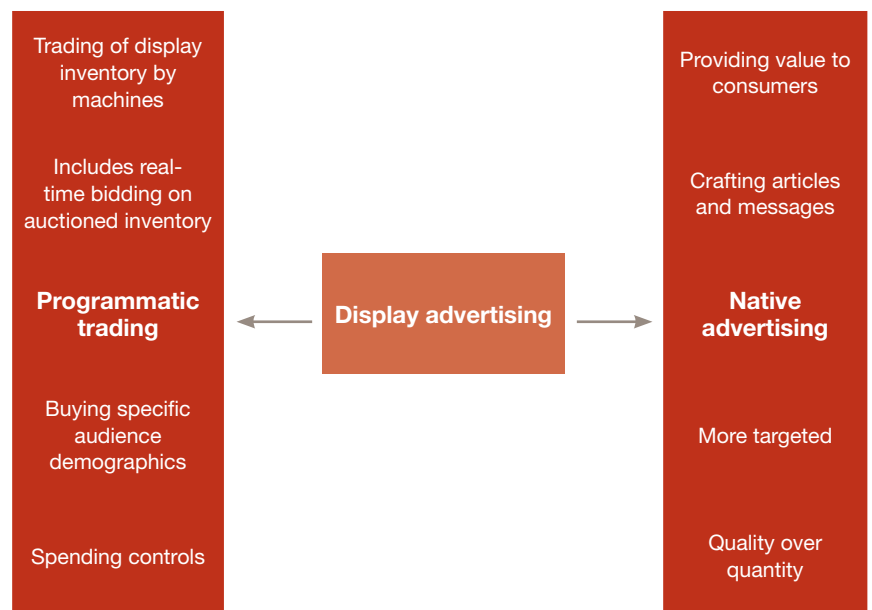 Trading of display
inventory by
machines
Includes real-
time bidding on
auctioned inventory
Programmatic
trading
Buying specific
audience
demographics
Spending controls
Display advertising
Providing value to
consumers
Crafting articles
and messages
Native
advertising
More targeted
Quality over
quantity